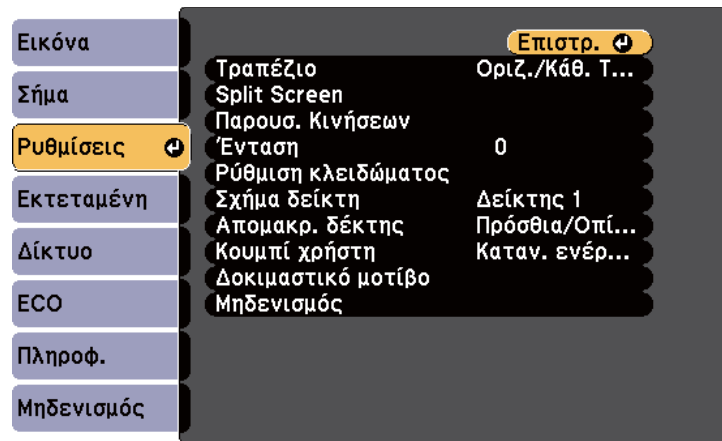 Εικόνα
Σήμα
Ρυθμίσεις
Εκτεταμένη
Δίκτυο
ECO
Πληροφ.
Μηδενισμός
Επιστρ.
Τραπέζιο Οριζ./Κάθ. Τ...
Split Screen
Παρουσ. Κινήσεων
Ένταση 0
Ρύθμιση κλειδώματος
Σχήμα δείκτη Δείκτης 1
Απομακρ. δέκτης Πρόσθια/Οπί...
Κουμπί χρήστη Καταν. ενέρ...
Δοκιμαστικό μοτίβο
Μηδενισμός